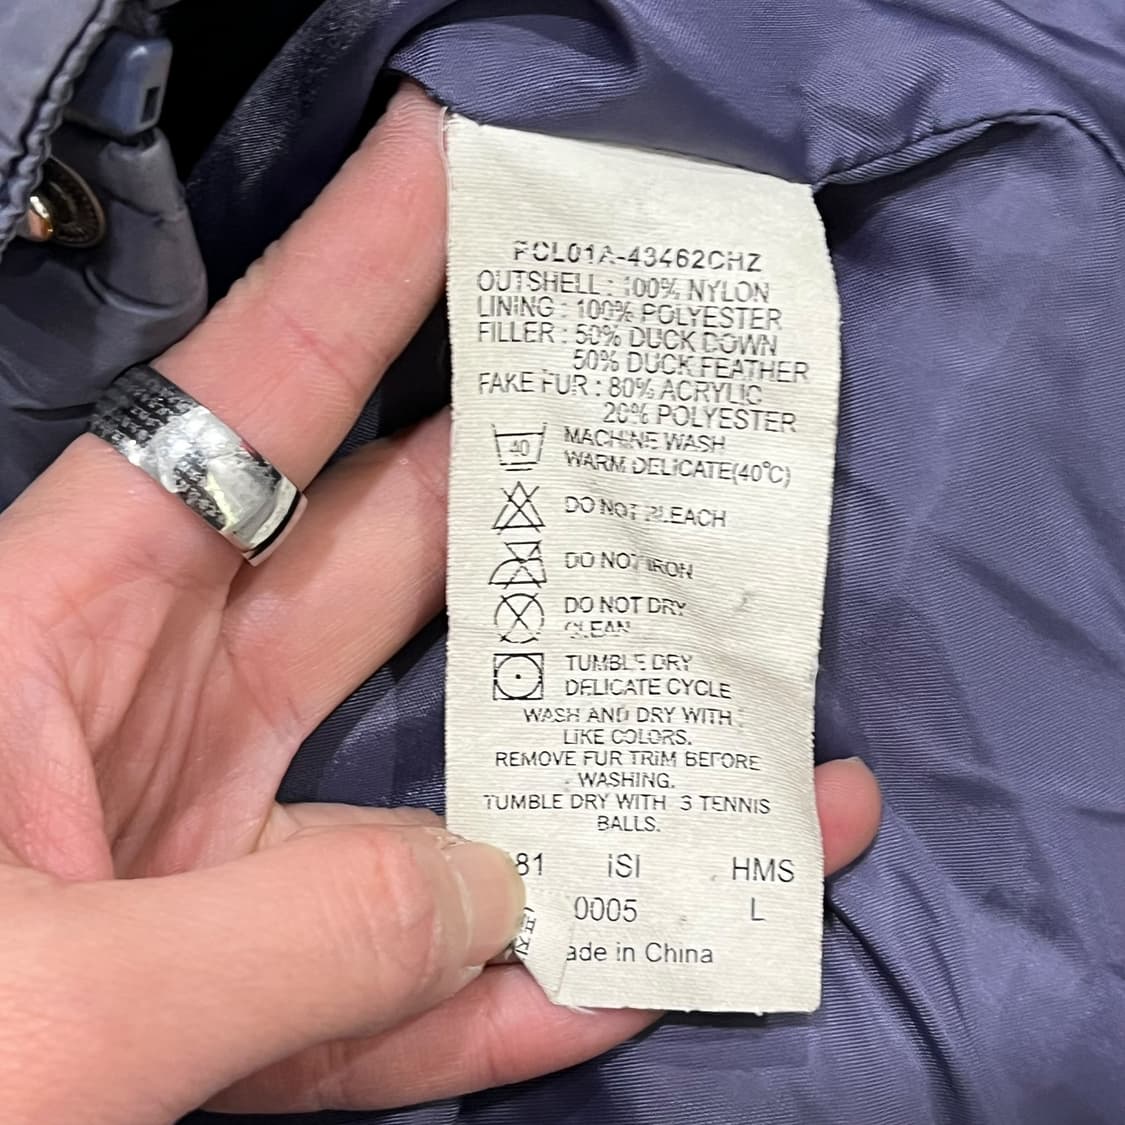 PCL01A-43462CHZ
OUTSHELL : 100% NYLON
LINING : 100% POLYESTER
FILLER : 50% DUCK DOWN
50% DUCK FEATHER
FAKE FUR : 80% ACRYLIC
20% POLYESTER
40 MACHINE WASH
WARM DELICATE(40°C)
DO NOT BLEACH
DO NOT IRON
DO NOT DRY
CLEAN
TUMBLE DRY
DELICATE CYCLE
WASH AND DRY WITH
LIKE COLORS.
REMOVE FUR TRIM BEFORE
WASHING.
TUMBLE DRY WITH 3 TENNIS
BALLS.
81 iSI HMS
0005 L
ade in China